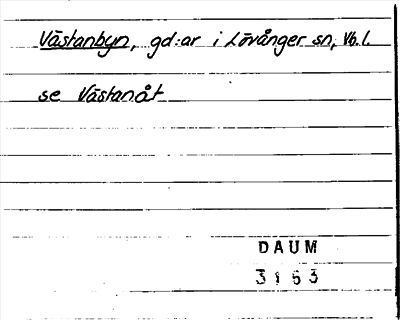 Västanbyn, gd:ar i Lövånger sn, Vb.l.
se Västanåt
DAUM
3163